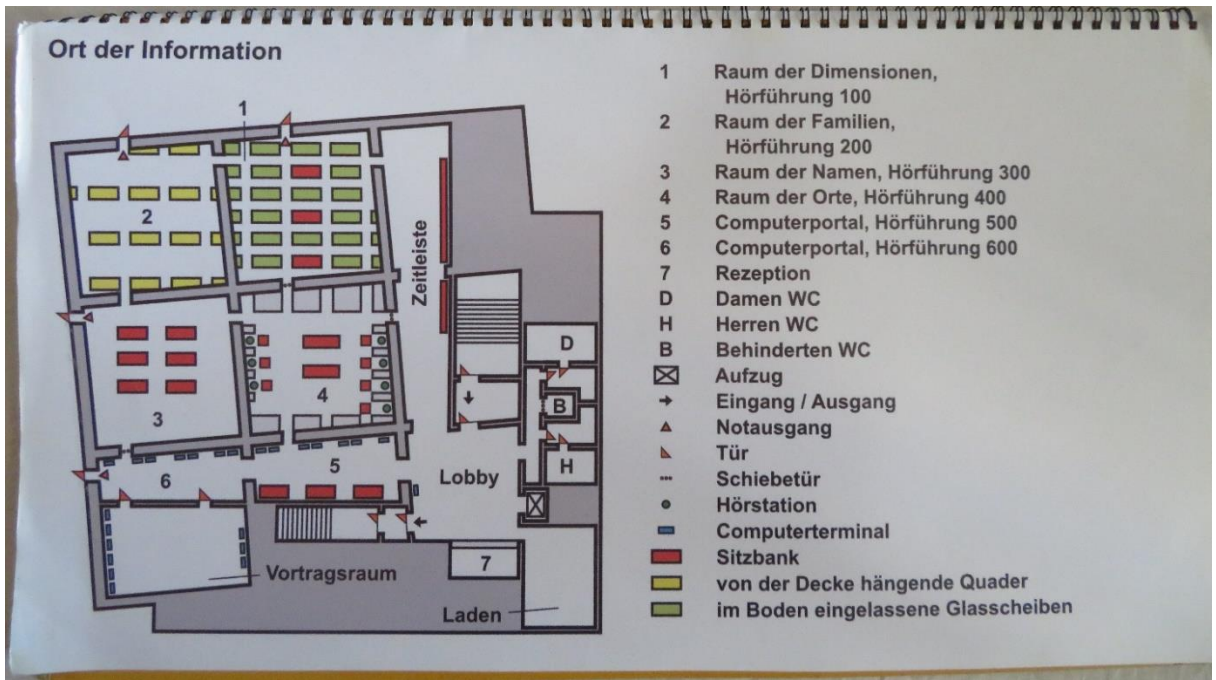 Ort der Information
1
2
Zeitleiste
D
B
4
3
5
6
Lobby
H
7
Vortragsraum
Laden
1 Raum der Dimensionen,
Hörführung 100
2 Raum der Familien,
Hörführung 200
3 Raum der Namen, Hörführung 300
4 Raum der Orte, Hörführung 400
5 Computerportal, Hörführung 500
6 Computerportal, Hörführung 600
7 Rezeption
D Damen WC
H Herren WC
B Behinderten WC
Aufzug
Eingang / Ausgang
Notausgang
Tür
Schiebetür
Hörstation
Computerterminal
Sitzbank
von der Decke hängende Quader
im Boden eingelassene Glasscheiben